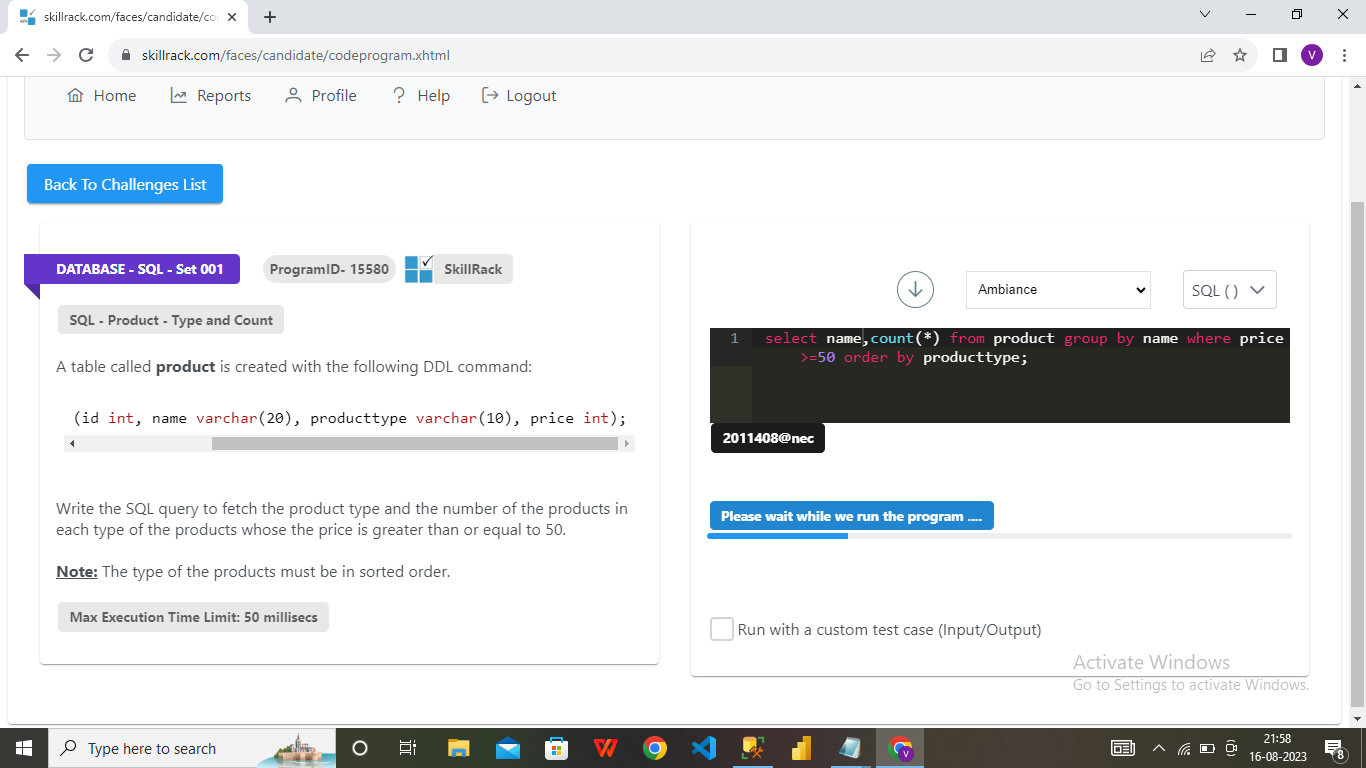 skillrack.com/faces/candidate/co
skillrack.com/faces/candidate/codeprogram.xhtml
V
Home
Reports
Profile
Help
Logout
Back To Challenges List
DATABASE - SQL - Set 001
ProgramID- 15580
SkillRack
SQL - Product - Type and Count
A table called product is created with the following DDL command:
(id int, name varchar(20), producttype varchar(10), price int);
Write the SQL query to fetch the product type and the number of the products in
each type of the products whose the price is greater than or equal to 50.
Note: The type of the products must be in sorted order.
Max Execution Time Limit: 50 millisecs
Ambiance
SQL ( )
1 select name,count(*) from product group by name where price
>=50 order by producttype;
2011408@nec
Please wait while we run the program ....
Run with a custom test case (Input/Output)
Activate Windows
Go to Settings to activate Windows.
Type here to search
V
21:58
16-08-2023
8